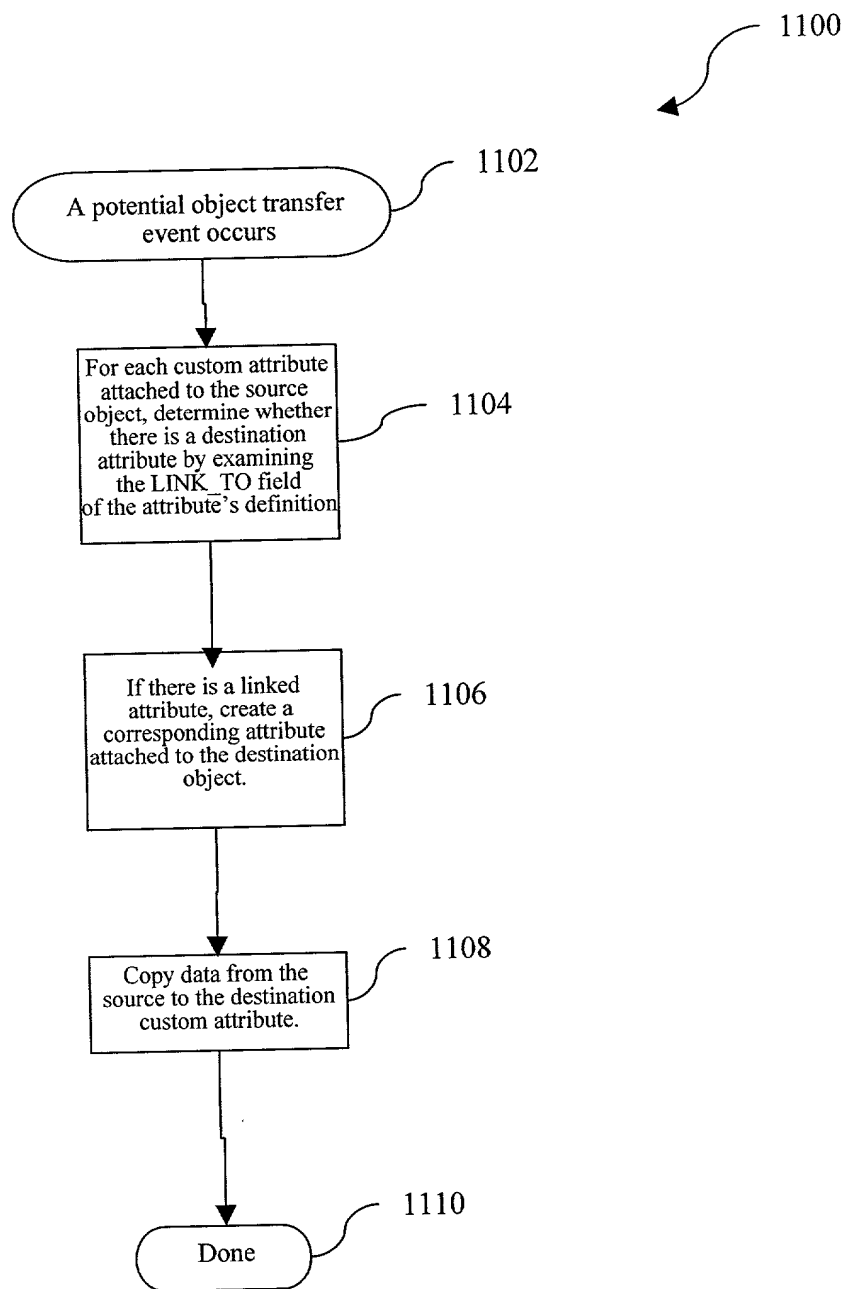 1100
1102
A potential object transfer
event occurs
For each custom attribute
attached to the source
object, determine whether
there is a destination
attribute by examining
the LINK_TO field
of the attribute's definition
1104
If there is a linked
attribute, create a
corresponding attribute
attached to the destination
object.
1106
Copy data from the
source to the destination
custom attribute.
1108
1110
Done